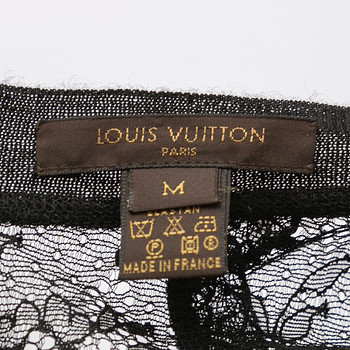 LOUIS VUITTON
PARIS
M
ELASTAN
P
MADE IN FRANCE